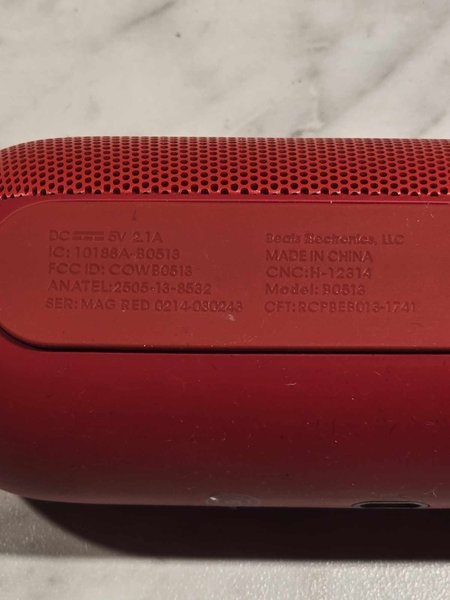 DC ⎓ 5V 2.1A
IC: 10188A-B0513
FCC ID: COWB0513
ANATEL:2505-13-8532
SER: MAG RED 0214-030243
Beats Electronics, LLC
MADE IN CHINA
CNC:H-12314
Model: B0513
CFT:RCPBEB013-1741